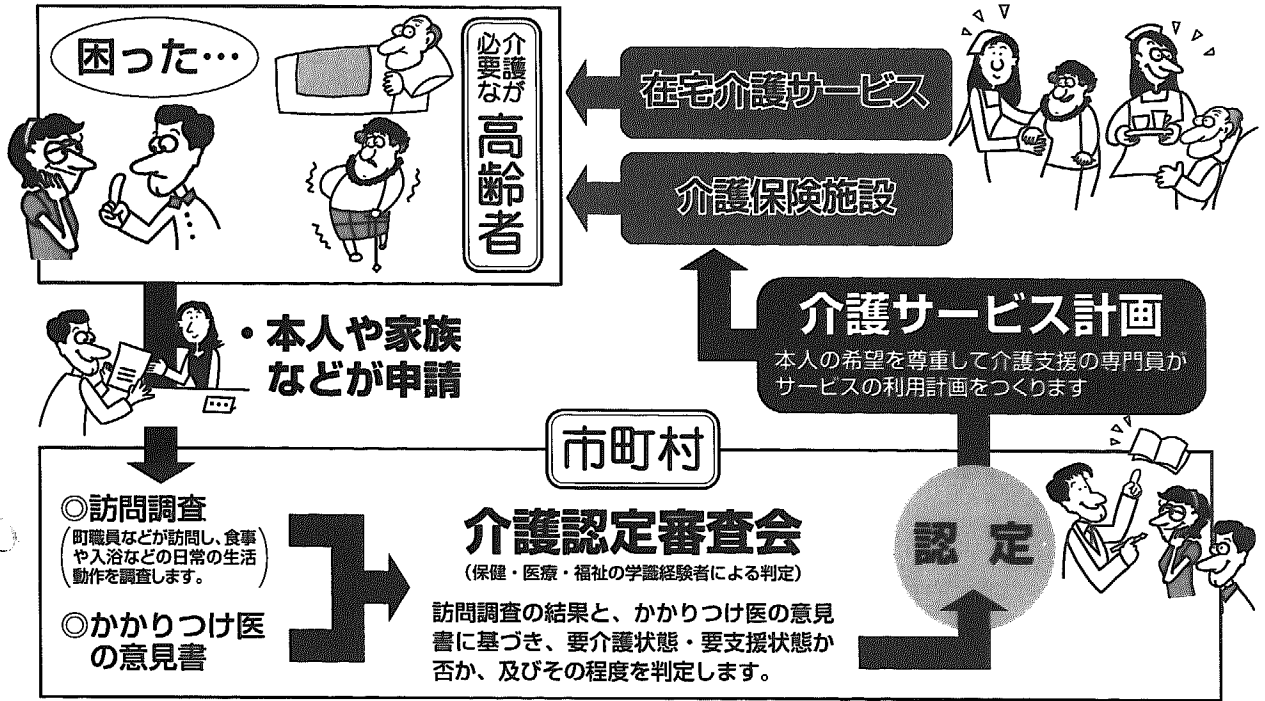 困った…
介護が
必要な
高齢者
在宅介護サービス
介護保険施設
・本人や家族
などが申請
介護サービス計画
本人の希望を尊重して介護支援の専門員が
サービスの利用計画をつくります
市町村
◎訪問調査
(町職員などが訪問し、食事
や入浴などの日常の生活
動作を調査します。)
◎かかりつけ医
の意見書
介護認定審査会
(保健・医療・福祉の学識経験者による判定)
訪問調査の結果と、かかりつけ医の意見
書に基づき、要介護状態・要支援状態か
否か、及びその程度を判定します。
認定